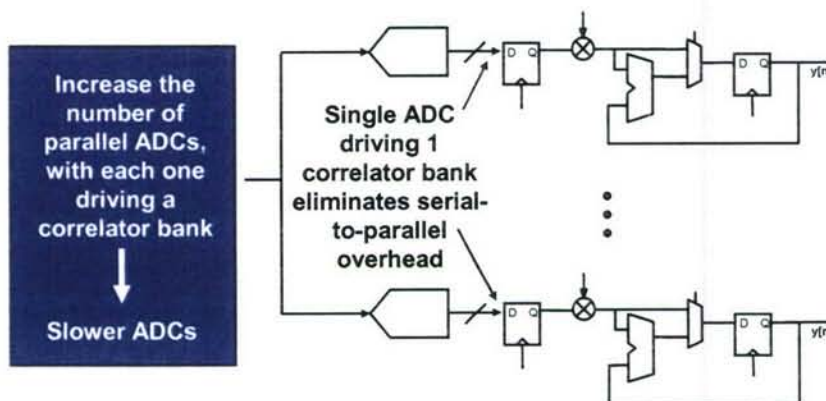 Increase the
number of
parallel ADCs,
with each one
driving a
correlator bank
Slower ADCs
Single ADC
driving 1
correlator bank
eliminates serial-
to-parallel
overhead
D Q
D Q
y[n
D Q
D Q
y[n